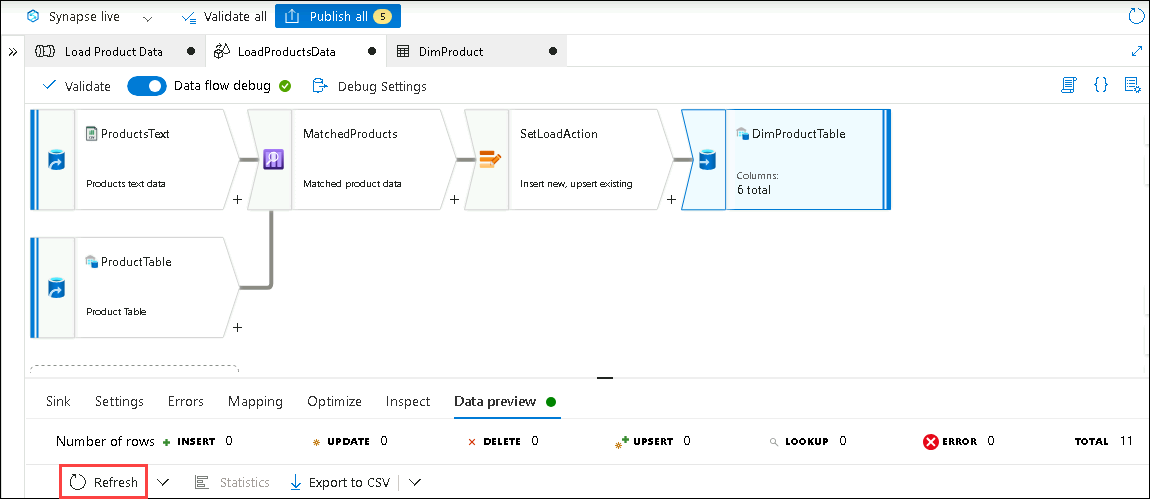 Synapse live Validate all Publish all 5
Load Product Data LoadProductsData DimProduct
Validate Data flow debug Debug Settings
ProductsText MatchedProducts SetLoadAction DimProductTable
Columns:
Products text data Matched product data Insert new, upsert existing 6 total
+ + +
ProductTable
Product Table
+
Sink Settings Errors Mapping Optimize Inspect Data preview
Number of rows + INSERT 0 UPDATE 0 DELETE 0 UPSERT 0 LOOKUP 0 ERROR 0 TOTAL 11
Refresh Statistics Export to CSV